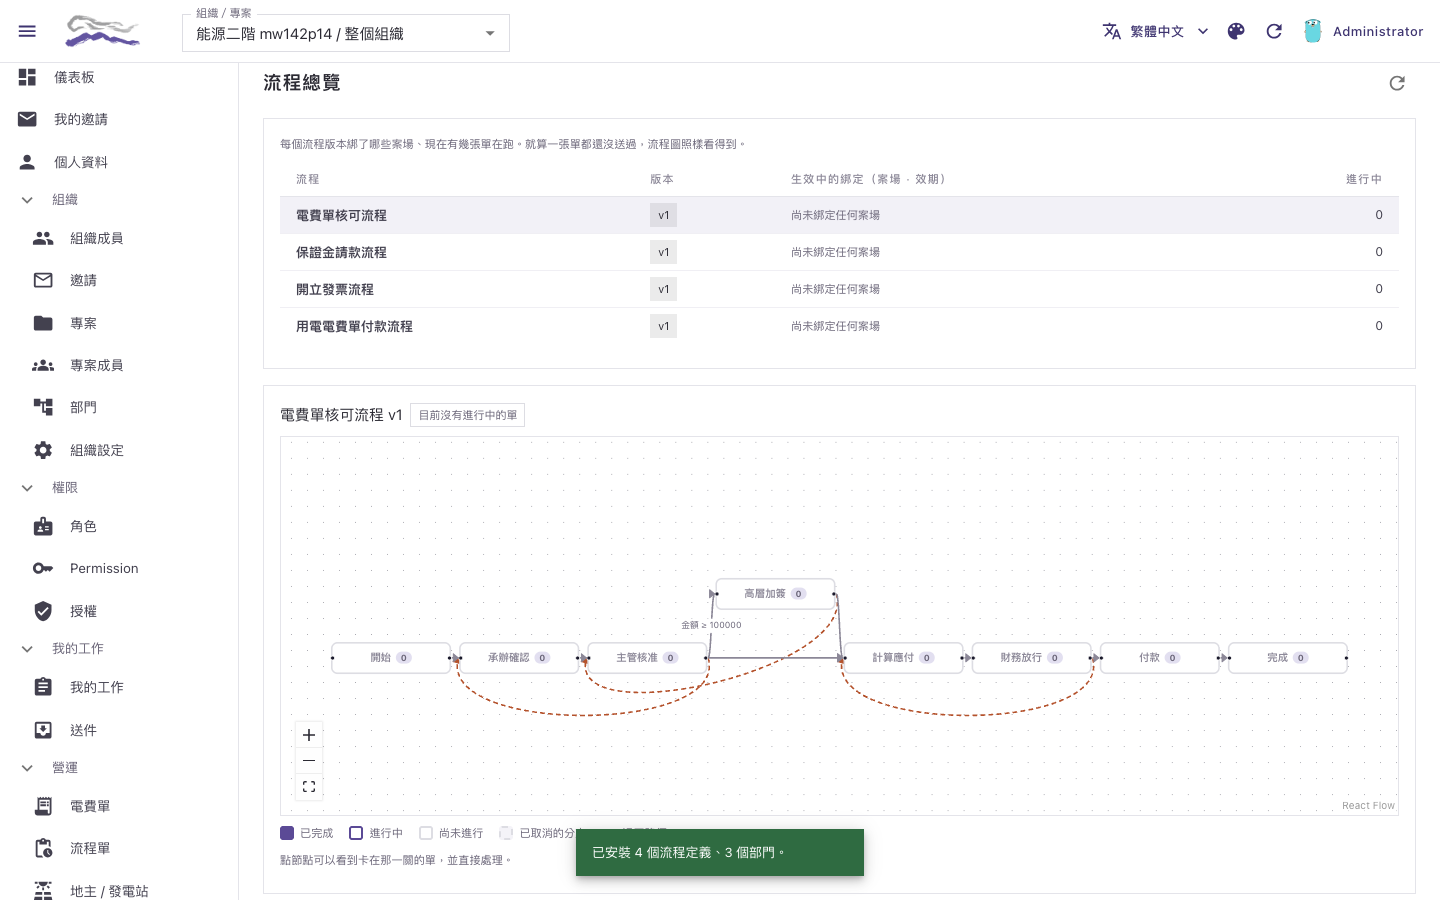 組織 / 專案
能源二階 mw142p14 / 整個組織
繁體中文
Administrator
儀表板
我的邀請
個人資料
組織
組織成員
邀請
專案
專案成員
部門
組織設定
權限
角色
Permission
授權
我的工作
我的工作
送件
營運
電費單
流程單
地主 / 發電站
流程總覽
每個流程版本綁了哪些案場、現在有幾張單在跑。就算一張單都還沒送過，流程圖照樣看得到。
流程 版本 生效中的綁定（案場 · 效期） 進行中
電費單核可流程 v1 尚未綁定任何案場 0
保證金請款流程 v1 尚未綁定任何案場 0
開立發票流程 v1 尚未綁定任何案場 0
用電電費單付款流程 v1 尚未綁定任何案場 0
電費單核可流程 v1 目前沒有進行中的單
高層加簽 0
金額 ≥ 100000
開始 0 承辦確認 0 主管核准 0 計算應付 0 財務放行 0 付款 0 完成 0
React Flow
已完成 進行中 尚未進行 已取消的分
點節點可以看到卡在那一關的單，並直接處理。
已安裝 4 個流程定義、3 個部門。